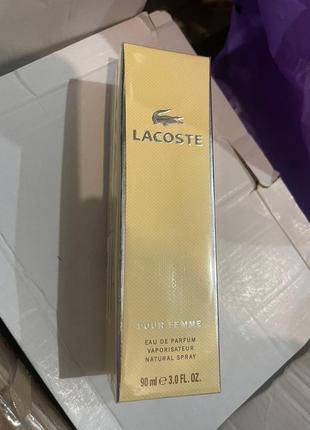 LACOSTE
POUR FEMME
EAU DE PARFUM
VAPORISATEUR
NATURAL SPRAY
90 ml e 3.0 FL. OZ.